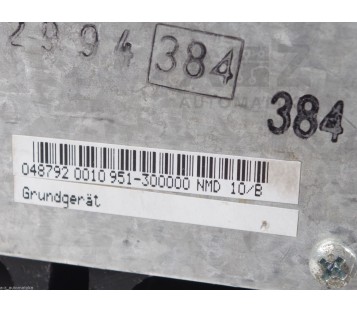 2994 384
384
048792 0010 951-300000 NMD 10/B
Grundgerät